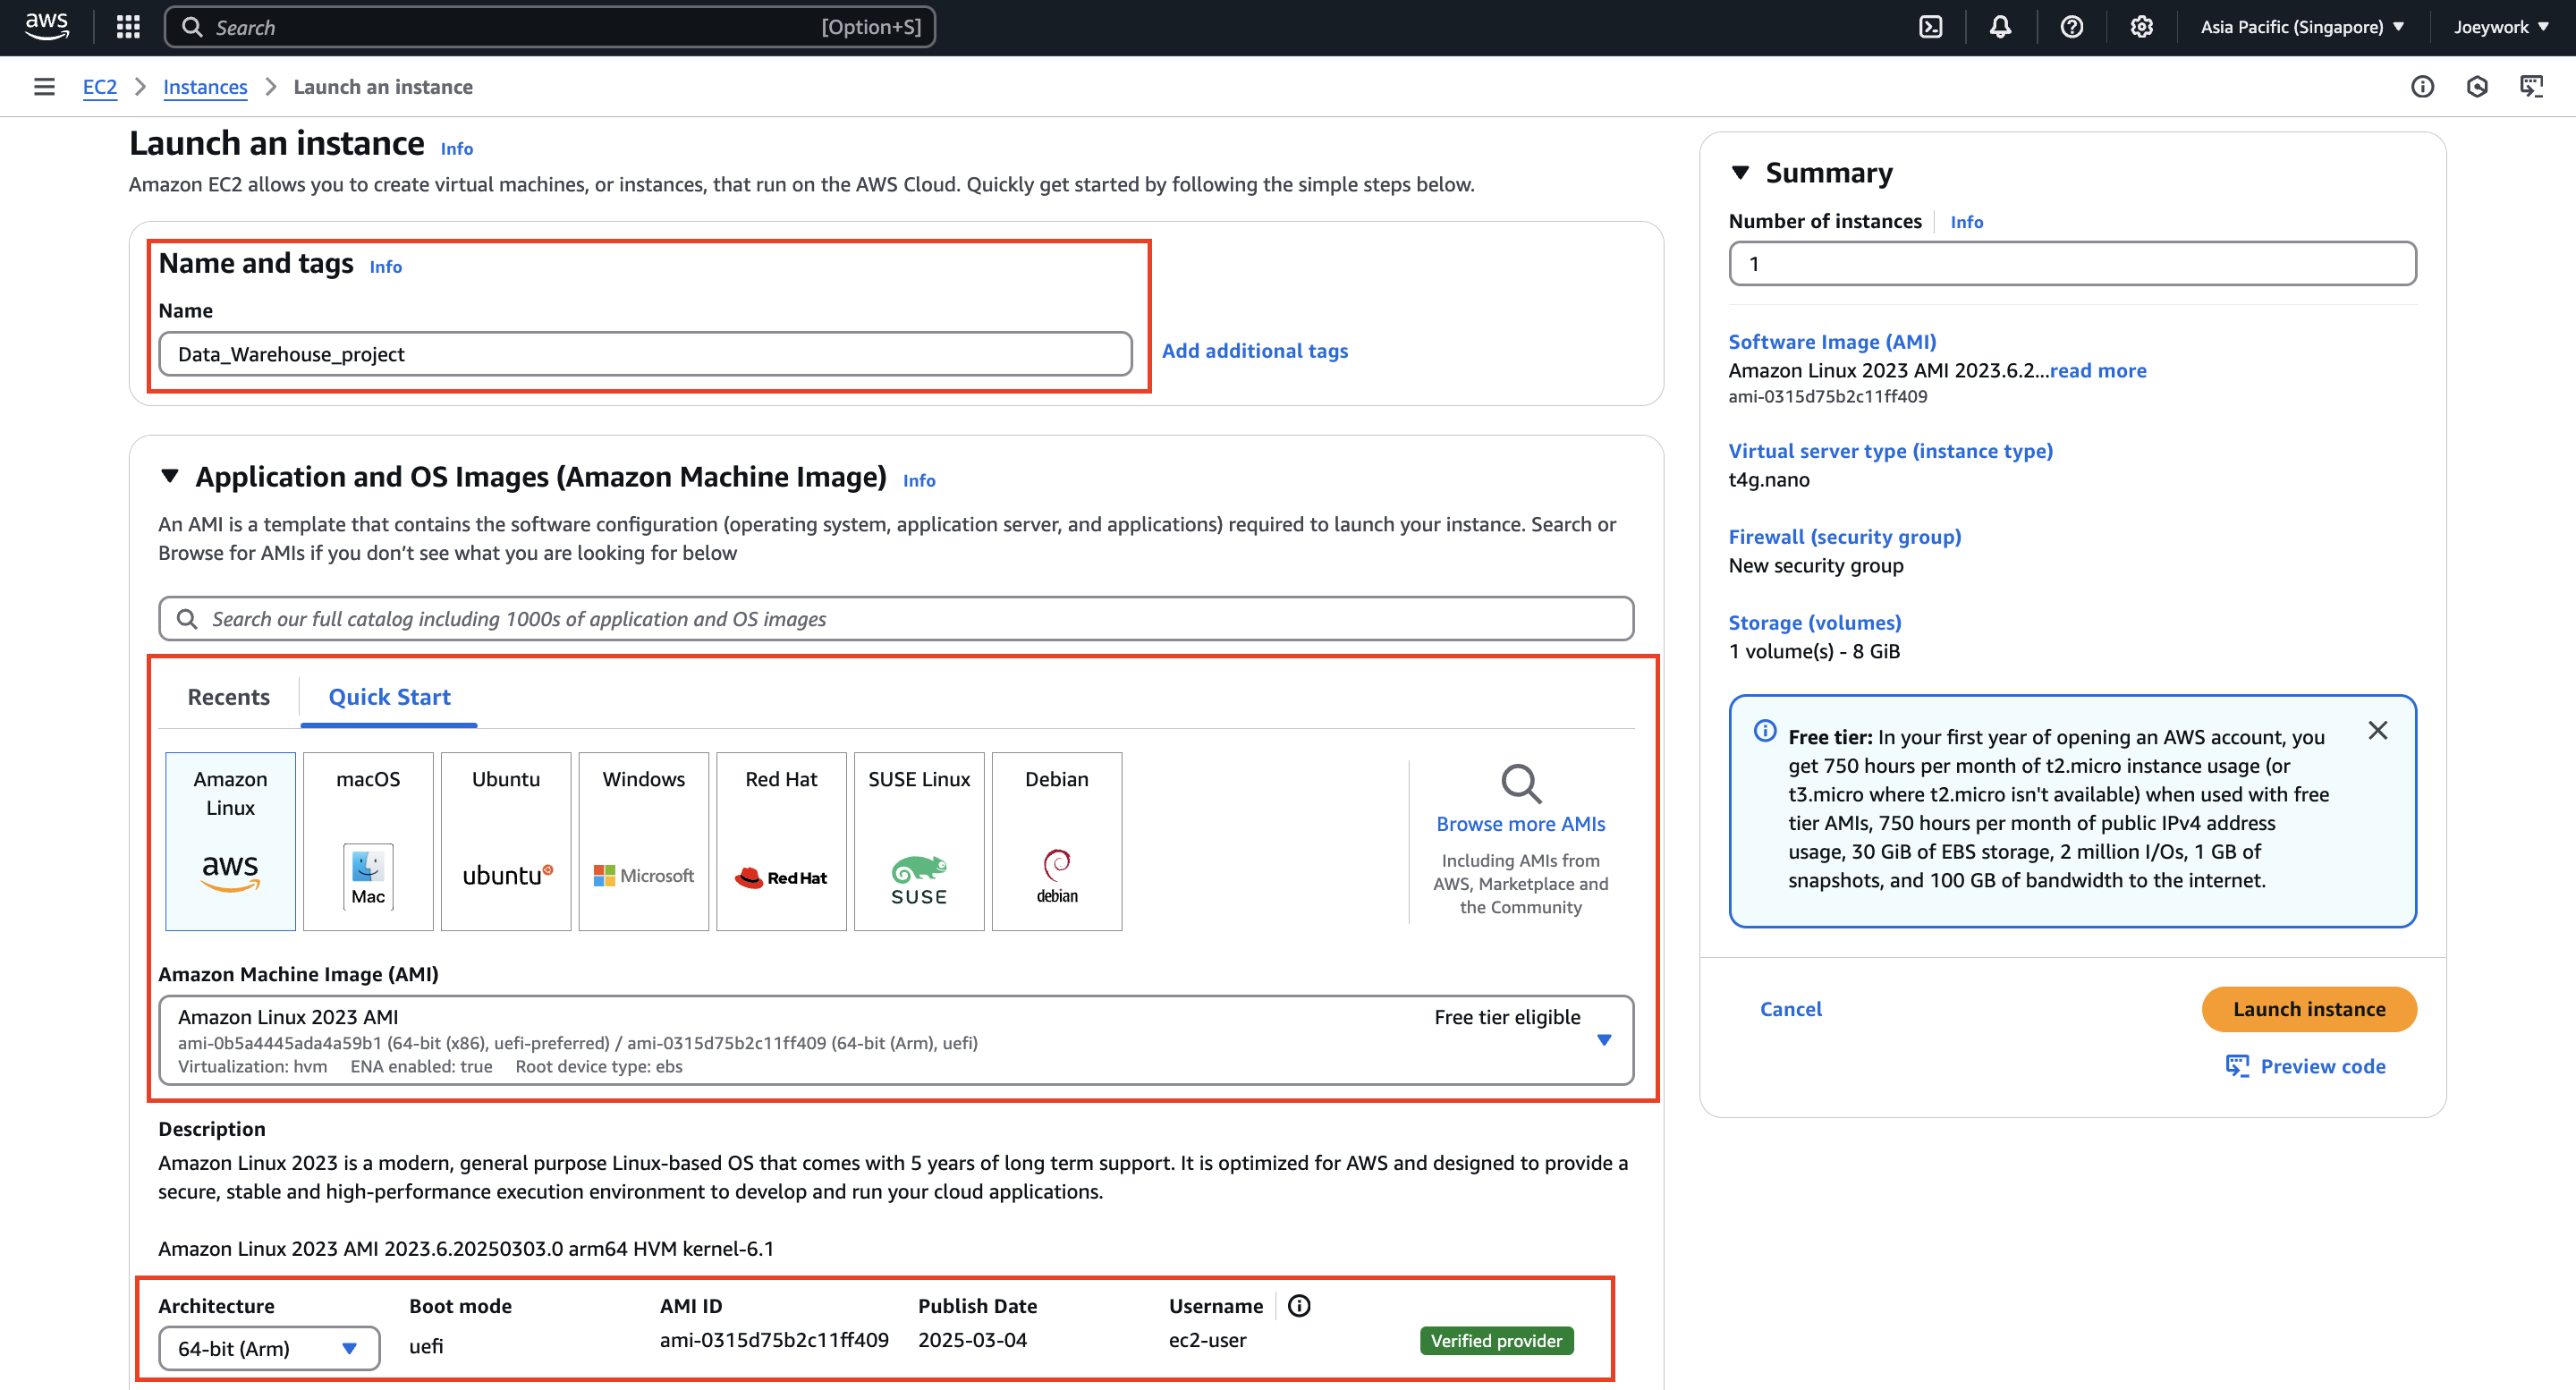 aws
Search
[Option+S]
Asia Pacific (Singapore)
Joeywork
EC2
Instances
Launch an instance
Launch an instance
Info
Amazon EC2 allows you to create virtual machines, or instances, that run on the AWS Cloud. Quickly get started by following the simple steps below.
Name and tags
Info
Name
Data_Warehouse_project
Add additional tags
Application and OS Images (Amazon Machine Image)
Info
An AMI is a template that contains the software configuration (operating system, application server, and applications) required to launch your instance. Search or
Browse for AMIs if you don’t see what you are looking for below
Search our full catalog including 1000s of application and OS images
Recents
Quick Start
Amazon
Linux
aws
macOS
Mac
Ubuntu
ubuntu
Windows
Microsoft
Red Hat
RedHat
SUSE Linux
SUSE
Debian
debian
Browse more AMIs
Including AMIs from
AWS, Marketplace and
the Community
Amazon Machine Image (AMI)
Amazon Linux 2023 AMI
Free tier eligible
ami-0b5a4445ada4a59b1 (64-bit (x86), uefi-preferred) / ami-0315d75b2c11ff409 (64-bit (Arm), uefi)
Virtualization: hvm ENA enabled: true Root device type: ebs
Description
Amazon Linux 2023 is a modern, general purpose Linux-based OS that comes with 5 years of long term support. It is optimized for AWS and designed to provide a
secure, stable and high-performance execution environment to develop and run your cloud applications.
Amazon Linux 2023 AMI 2023.6.20250303.0 arm64 HVM kernel-6.1
Architecture
64-bit (Arm)
Boot mode
uefi
AMI ID
ami-0315d75b2c11ff409
Publish Date
2025-03-04
Username
ec2-user
Verified provider
Summary
Number of instances
Info
1
Software Image (AMI)
Amazon Linux 2023 AMI 2023.6.2...read more
ami-0315d75b2c11ff409
Virtual server type (instance type)
t4g.nano
Firewall (security group)
New security group
Storage (volumes)
1 volume(s) - 8 GiB
Free tier: In your first year of opening an AWS account, you
get 750 hours per month of t2.micro instance usage (or
t3.micro where t2.micro isn't available) when used with free
tier AMIs, 750 hours per month of public IPv4 address
usage, 30 GiB of EBS storage, 2 million I/Os, 1 GB of
snapshots, and 100 GB of bandwidth to the internet.
Cancel
Launch instance
Preview code